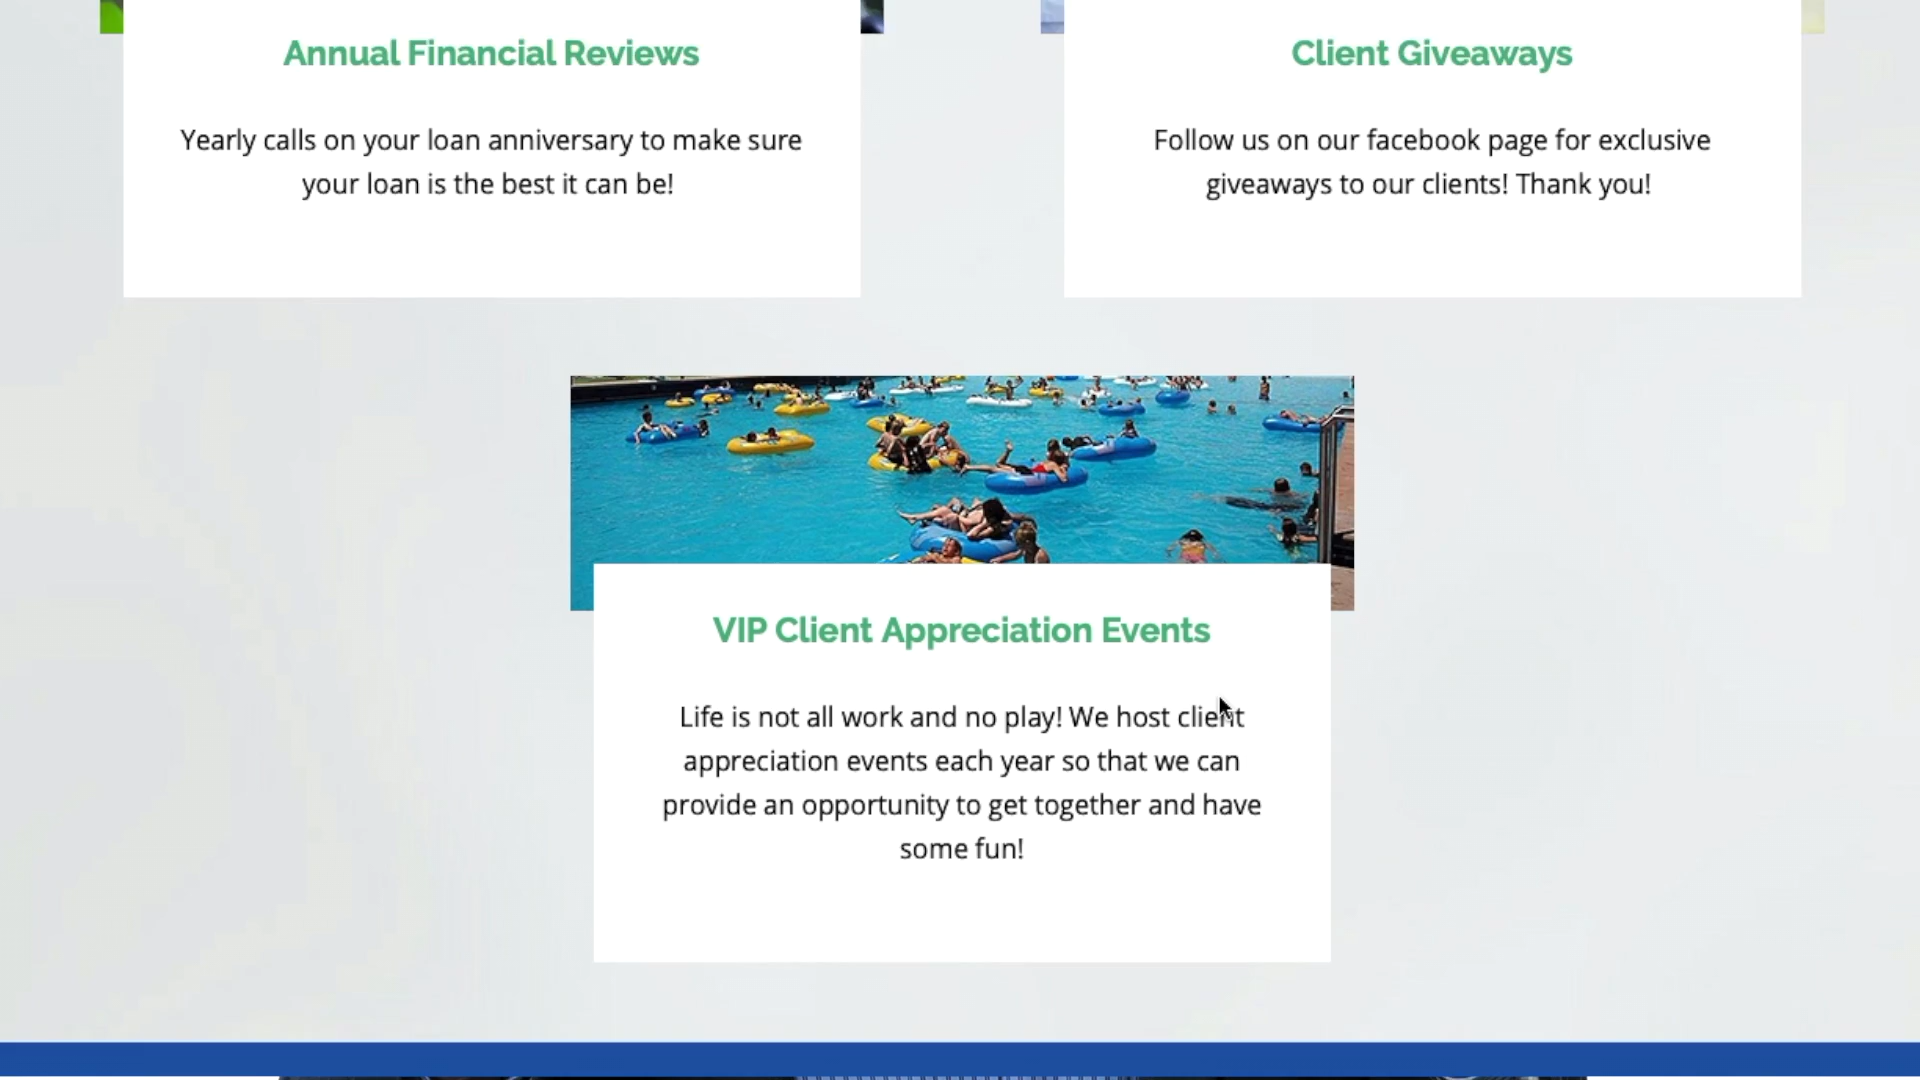 Annual Financial Reviews
Yearly calls on your loan anniversary to make sure
your loan is the best it can be!
Client Giveaways
Follow us on our facebook page for exclusive
giveaways to our clients! Thank you!
VIP Client Appreciation Events
Life is not all work and no play! We host client
appreciation events each year so that we can
provide an opportunity to get together and have
some fun!